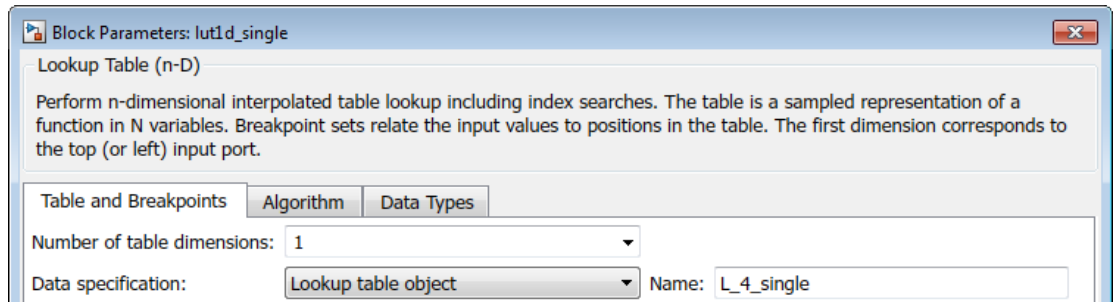 Block Parameters: lut1d_single
Lookup Table (n-D)
Perform n-dimensional interpolated table lookup including index searches. The table is a sampled representation of a
function in N variables. Breakpoint sets relate the input values to positions in the table. The first dimension corresponds to
the top (or left) input port.
Table and Breakpoints Algorithm Data Types
Number of table dimensions: 1
Data specification: Lookup table object Name: L_4_single